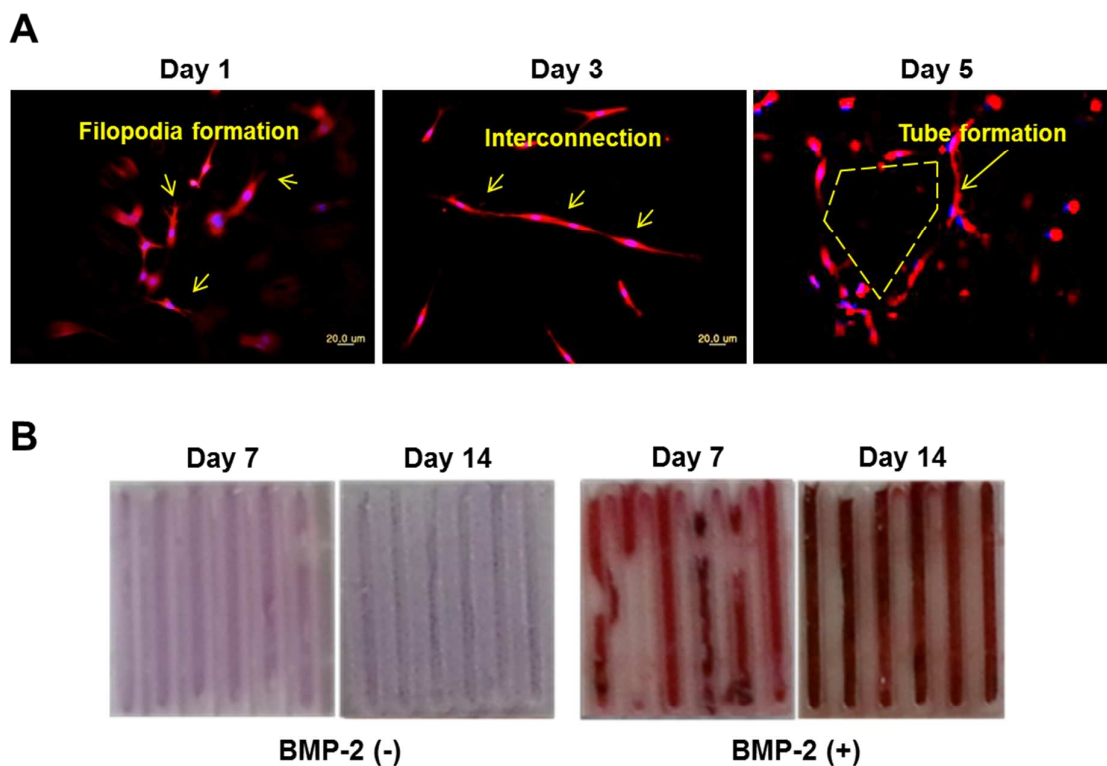 A
Day 1
Day 3
Day 5
Filopodia formation
Interconnection
Tube formation
20.0 um
20.0 um
B
Day 7
Day 14
Day 7
Day 14
BMP-2 (-)
BMP-2 (+)